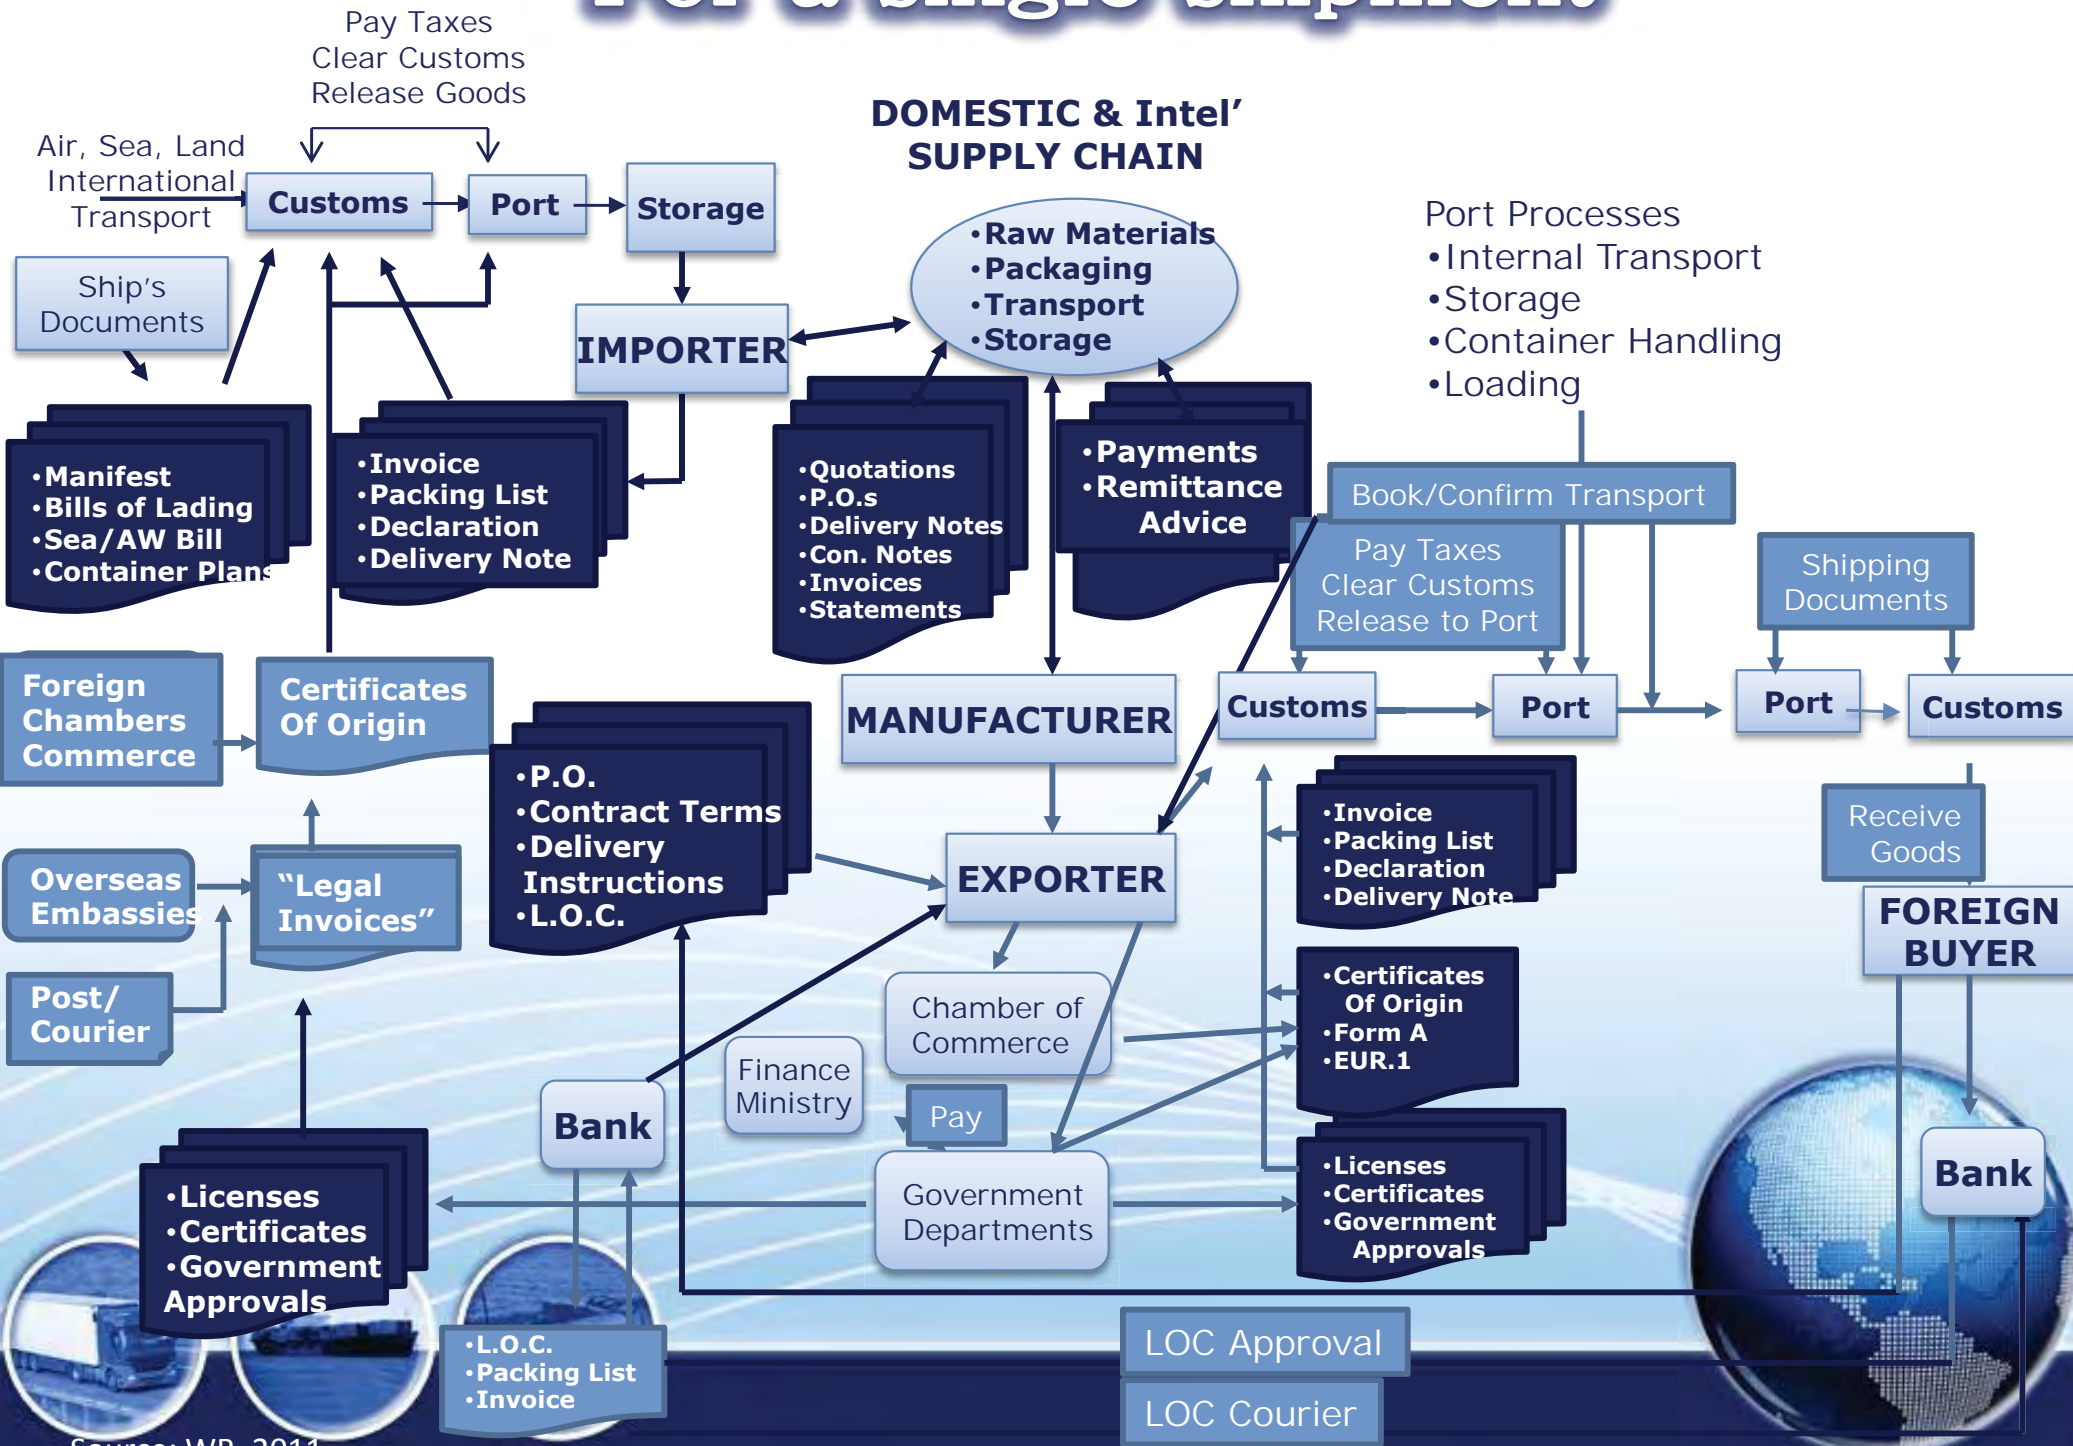 For a single shipment
Pay Taxes
Clear Customs
Release Goods
Air, Sea, Land
International
Transport
Customs
Port
Storage
Ship's
Documents
IMPORTER
DOMESTIC & Intel’
SUPPLY CHAIN
•Raw Materials
•Packaging
•Transport
•Storage
Port Processes
•Internal Transport
•Storage
•Container Handling
•Loading
•Manifest
•Bills of Lading
•Sea/AW Bill
•Container Plans
•Invoice
•Packing List
•Declaration
•Delivery Note
•Quotations
•P.O.s
•Delivery Notes
•Con. Notes
•Invoices
•Statements
•Payments
•Remittance
Advice
Book/Confirm Transport
Pay Taxes
Clear Customs
Release to Port
Shipping
Documents
Foreign
Chambers
Commerce
Certificates
Of Origin
MANUFACTURER
Customs
Port
Port
Customs
•P.O.
•Contract Terms
•Delivery
Instructions
•L.O.C.
•Invoice
•Packing List
•Declaration
•Delivery Note
Receive
Goods
Overseas
Embassies
“Legal
Invoices”
EXPORTER
FOREIGN
BUYER
Post/
Courier
Chamber of
Commerce
•Certificates
Of Origin
•Form A
•EUR.1
Finance
Ministry
Pay
Bank
Bank
•Licenses
•Certificates
•Government
Approvals
Government
Departments
•Licenses
•Certificates
•Government
Approvals
•L.O.C.
•Packing List
•Invoice
LOC Approval
LOC Courier
Source: WB, 2011